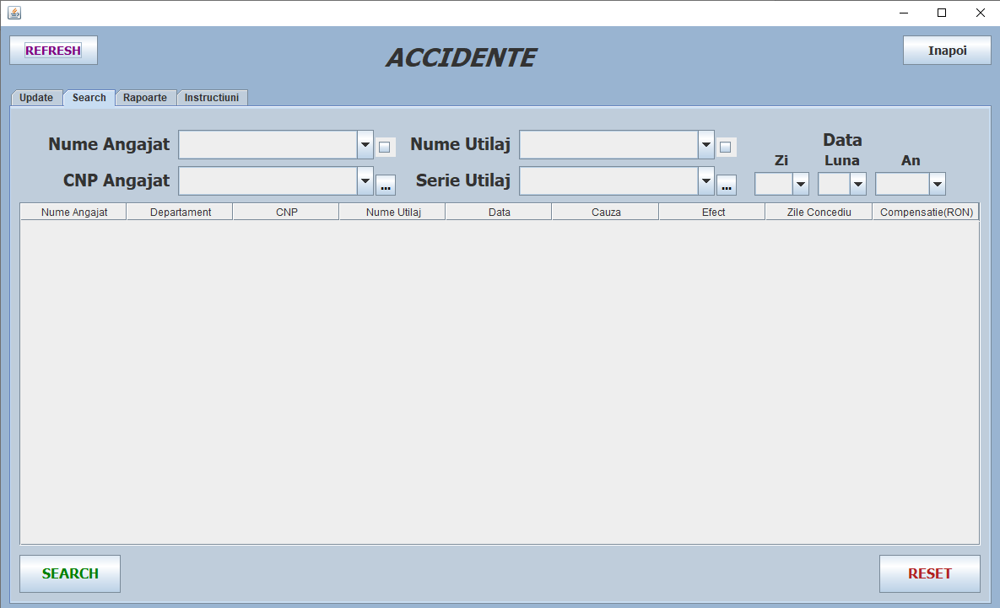 REFRESH
ACCIDENTE
Inapoi
Update Search Rapoarte Instructiuni
Nume Angajat
Nume Utilaj
Data
Zi Luna An
CNP Angajat
...
Serie Utilaj
...
Nume Angajat Departament CNP Nume Utilaj Data Cauza Efect Zile Concediu Compensatie(RON)
SEARCH
RESET